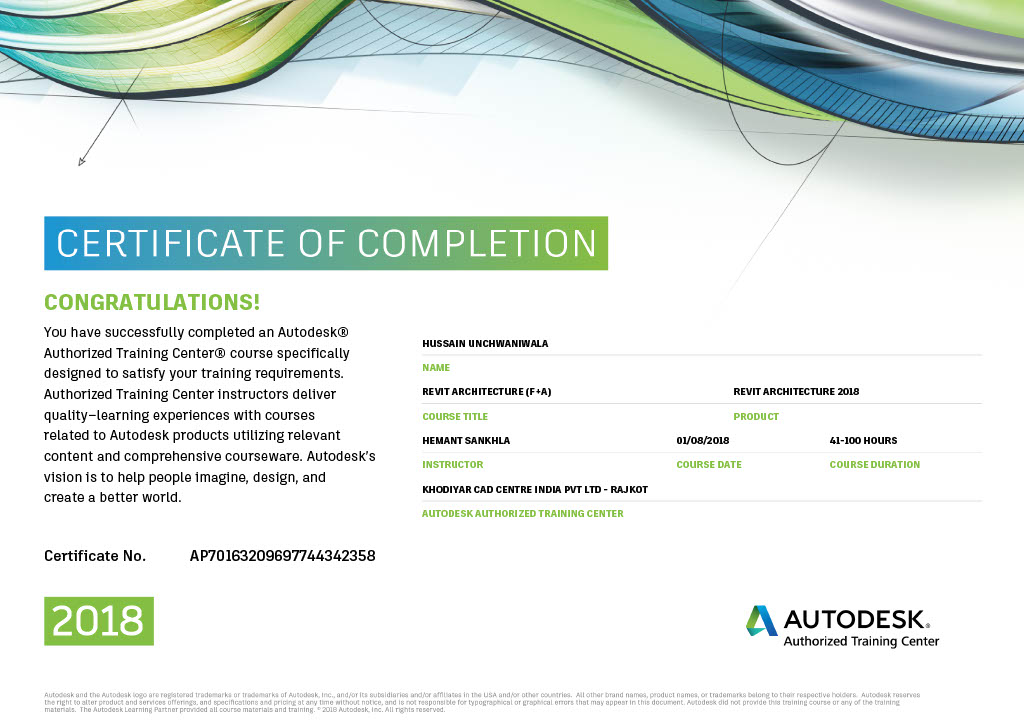 CERTIFICATE OF COMPLETION
CONGRATULATIONS!
You have successfully completed an Autodesk®
Authorized Training Center® course specifically
designed to satisfy your training requirements.
Authorized Training Center instructors deliver
quality–learning experiences with courses
related to Autodesk products utilizing relevant
content and comprehensive courseware. Autodesk's
vision is to help people imagine, design, and
create a better world.
Certificate No. AP70163209697744342358
2018
HUSSAIN UNCHWANIWALA
NAME
REVIT ARCHITECTURE (F+A) REVIT ARCHITECTURE 2018
COURSE TITLE PRODUCT
HEMANT SANKHLA 01/08/2018 41-100 HOURS
INSTRUCTOR COURSE DATE COURSE DURATION
KHODIYAR CAD CENTRE INDIA PVT LTD - RAJKOT
AUTODESK AUTHORIZED TRAINING CENTER
AUTODESK®
Authorized Training Center
Autodesk and the Autodesk logo are registered trademarks or trademarks of Autodesk, Inc., and/or its subsidiaries and/or affiliates in the USA and/or other countries. All other brand names, product names, or trademarks belong to their respective holders. Autodesk reserves
the right to alter product and services offerings, and specifications and pricing at any time without notice, and is not responsible for typographical or graphical errors that may appear in this document. Autodesk did not provide this training course or any of the training
materials. The Autodesk Learning Partner provided all course materials and training. © 2018 Autodesk, Inc. All rights reserved.